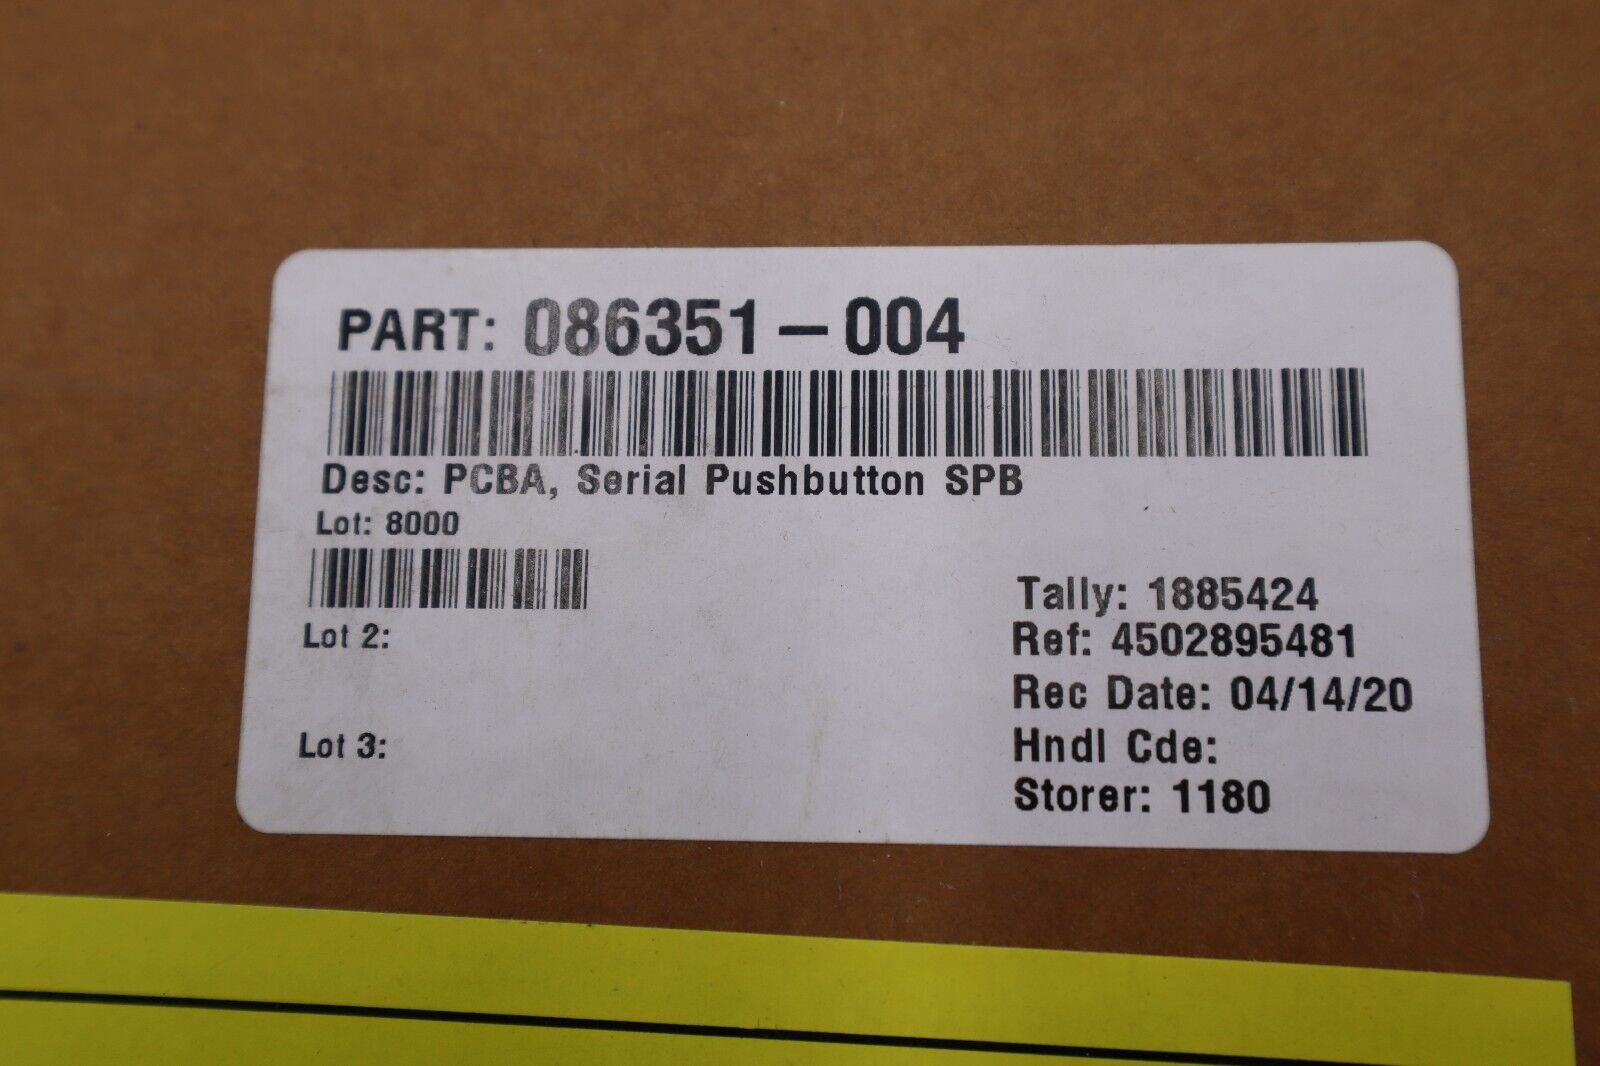 PART: 086351-004
Desc: PCBA, Serial Pushbutton SPB
Lot: 8000
Lot 2:
Lot 3:
Tally: 1885424
Ref: 4502895481
Rec Date: 04/14/20
Hndl Cde:
Storer: 1180